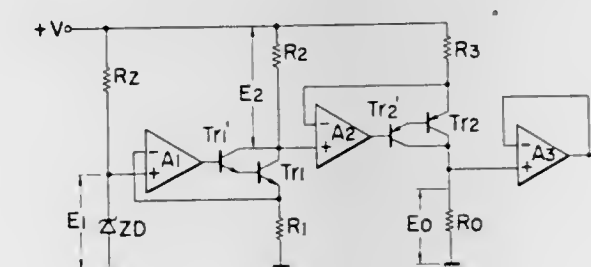 +V
RZ
E2
R2
R3
Tr1'
Tr2'
Tr2
A1
A2
A3
Tr1
E1
ZD
R1
E0
R0
- +
- +
- +